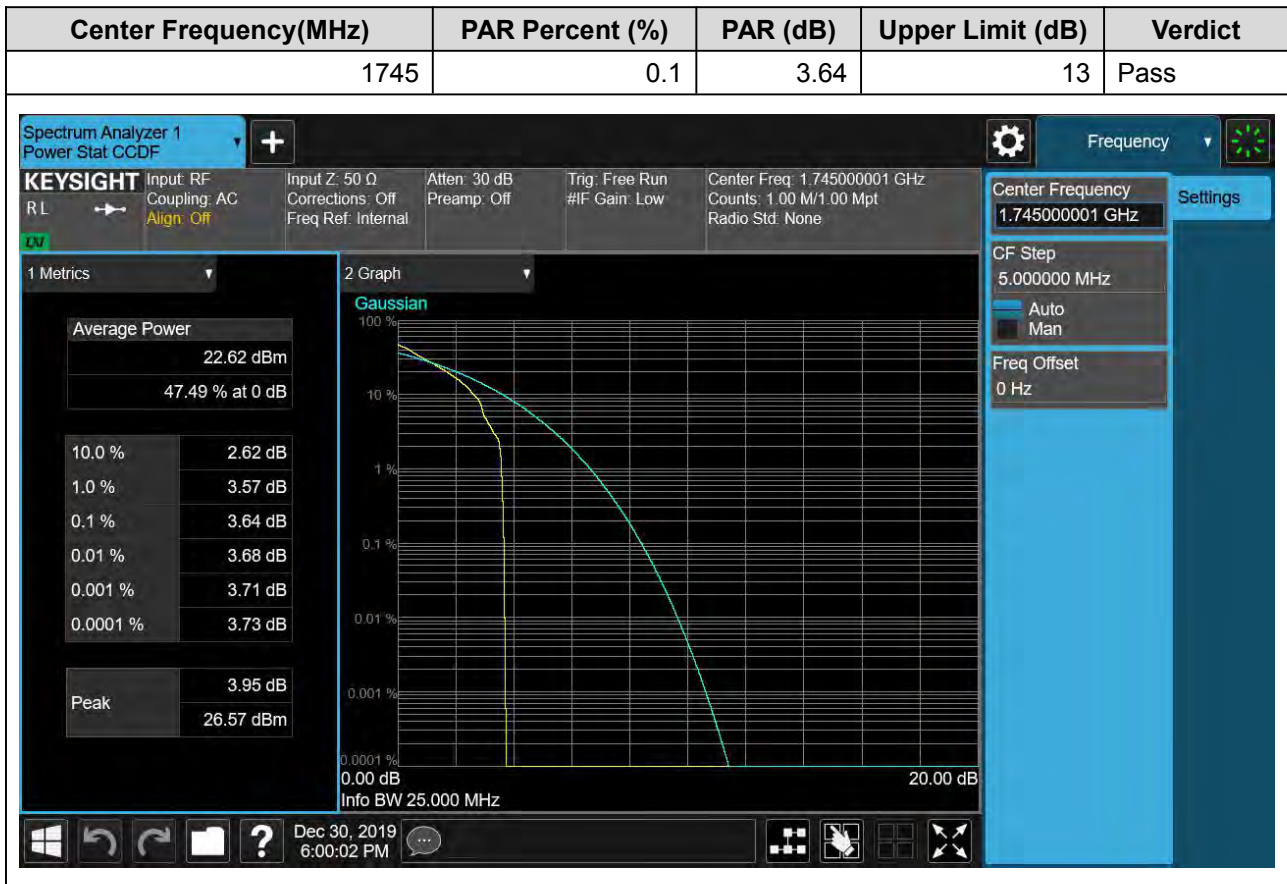 Center Frequency(MHz) PAR Percent (%) PAR (dB) Upper Limit (dB) Verdict
1745 0.1 3.64 13 Pass
Spectrum Analyzer 1
Power Stat CCDF
+
Frequency
KEYSIGHT
R L
LXI
Input: RF
Coupling: AC
Align: Off
Input Z: 50 Ω
Corrections: Off
Freq Ref: Internal
Atten: 30 dB
Preamp: Off
Trig: Free Run
#IF Gain: Low
Center Freq: 1.745000001 GHz
Counts: 1.00 M/1.00 Mpt
Radio Std: None
Center Frequency
1.745000001 GHz
Settings
CF Step
5.000000 MHz
Auto
Man
Freq Offset
0 Hz
1 Metrics
Average Power
22.62 dBm
47.49 % at 0 dB
10.0 % 2.62 dB
1.0 % 3.57 dB
0.1 % 3.64 dB
0.01 % 3.68 dB
0.001 % 3.71 dB
0.0001 % 3.73 dB
Peak
3.95 dB
26.57 dBm
2 Graph
Gaussian
100 %
10 %
1 %
0.1 %
0.01 %
0.001 %
0.0001 %
0.00 dB 20.00 dB
Info BW 25.000 MHz
?
Dec 30, 2019
6:00:02 PM